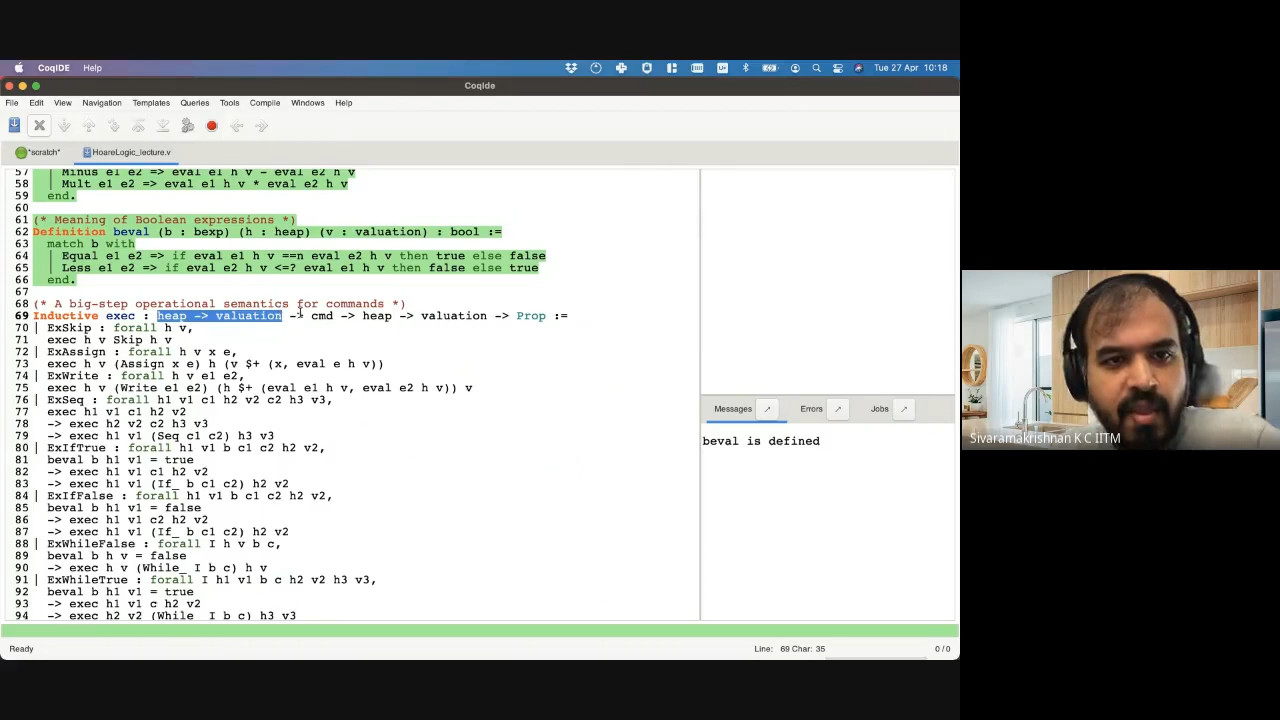 CoqIDE Help Tue 27 Apr 10:18
CoqIde
File Edit View Navigation Templates Queries Tools Compile Windows Help
*scratch* HoareLogic_lecture.v
57 | Minus e1 e2 => eval e1 h v - eval e2 h v
58 | Mult e1 e2 => eval e1 h v * eval e2 h v
59 end.
60
61 (* Meaning of Boolean expressions *)
62 Definition beval (b : bexp) (h : heap) (v : valuation) : bool :=
63 match b with
64 | Equal e1 e2 => if eval e1 h v ==n eval e2 h v then true else false
65 | Less e1 e2 => if eval e2 h v <=? eval e1 h v then false else true
66 end.
67
68 (* A big-step operational semantics for commands *)
69 Inductive exec : heap -> valuation -> cmd -> heap -> valuation -> Prop :=
70 | ExSkip : forall h v,
71 exec h v Skip h v
72 | ExAssign : forall h v x e,
73 exec h v (Assign x e) h (v $+ (x, eval e h v))
74 | ExWrite : forall h v e1 e2,
75 exec h v (Write e1 e2) (h $+ (eval e1 h v, eval e2 h v)) v
76 | ExSeq : forall h1 v1 c1 h2 v2 c2 h3 v3,
77 exec h1 v1 c1 h2 v2
78 -> exec h2 v2 c2 h3 v3
79 -> exec h1 v1 (Seq c1 c2) h3 v3
80 | ExIfTrue : forall h1 v1 b c1 c2 h2 v2,
81 beval b h1 v1 = true
82 -> exec h1 v1 c1 h2 v2
83 -> exec h1 v1 (If_ b c1 c2) h2 v2
84 | ExIfFalse : forall h1 v1 b c1 c2 h2 v2,
85 beval b h1 v1 = false
86 -> exec h1 v1 c2 h2 v2
87 -> exec h1 v1 (If_ b c1 c2) h2 v2
88 | ExWhileFalse : forall I h v b c,
89 beval b h v = false
90 -> exec h v (While_ I b c) h v
91 | ExWhileTrue : forall I h1 v1 b c h2 v2 h3 v3,
92 beval b h1 v1 = true
93 -> exec h1 v1 c h2 v2
94 -> exec h2 v2 (While_ I b c) h3 v3
Messages Errors Jobs
beval is defined
Ready Line: 69 Char: 35 0/0
Sivaramakrishnan K C IITM